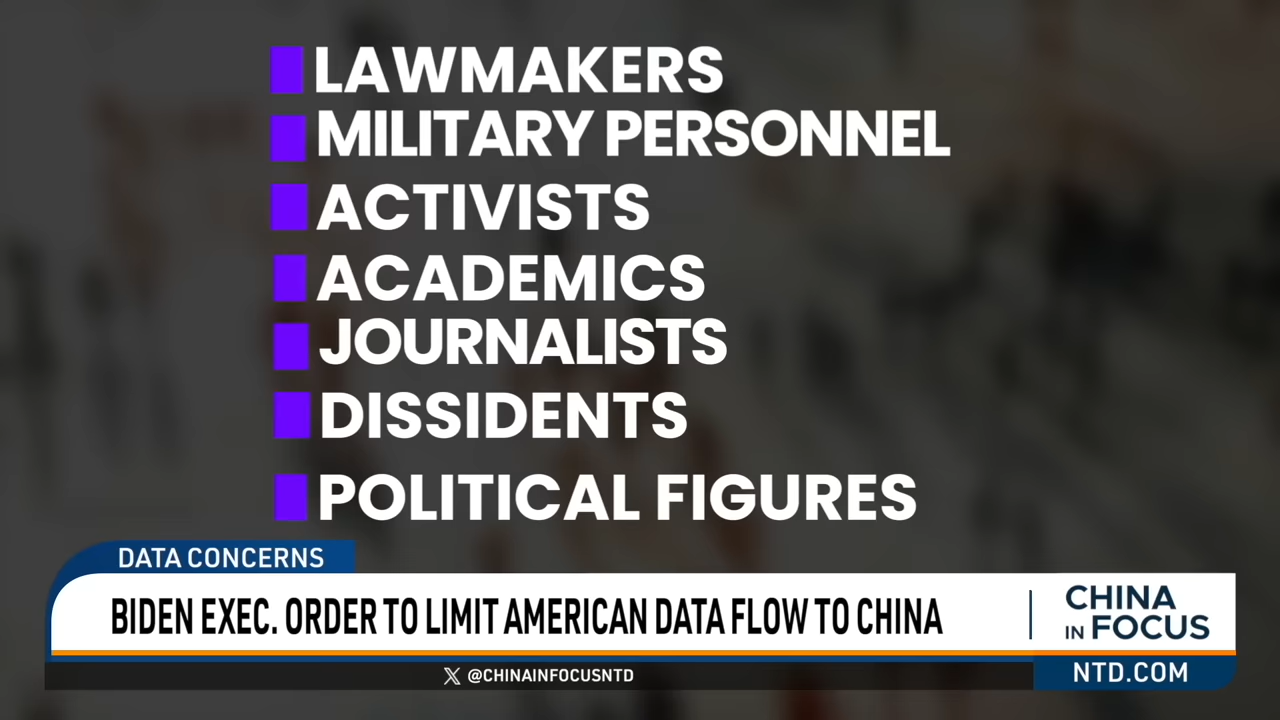 LAWMAKERS
MILITARY PERSONNEL
ACTIVISTS
ACADEMICS
JOURNALISTS
DISSIDENTS
POLITICAL FIGURES
DATA CONCERNS
BIDEN EXEC. ORDER TO LIMIT AMERICAN DATA FLOW TO CHINA
CHINA
IN FOCUS
X @CHINAINFOCUSNTD
NTD.COM